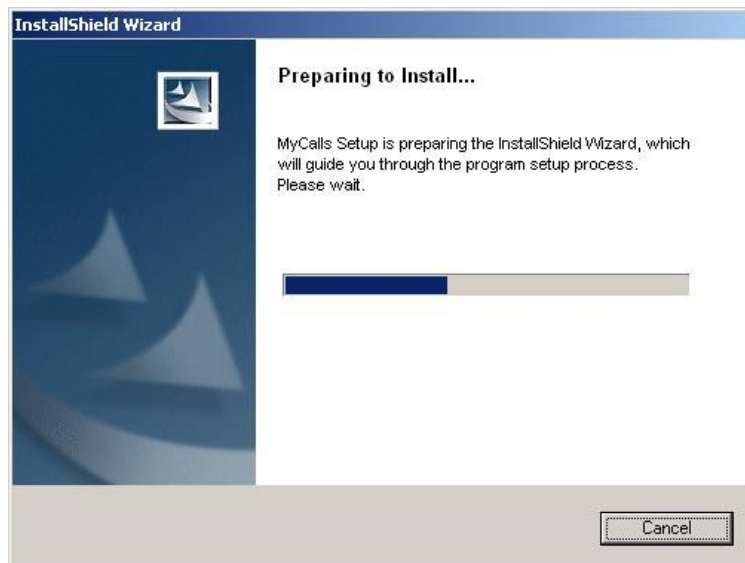 InstallShield Wizard
Preparing to Install...
MyCalls Setup is preparing the InstallShield Wizard, which
will guide you through the program setup process.
Please wait.
Cancel